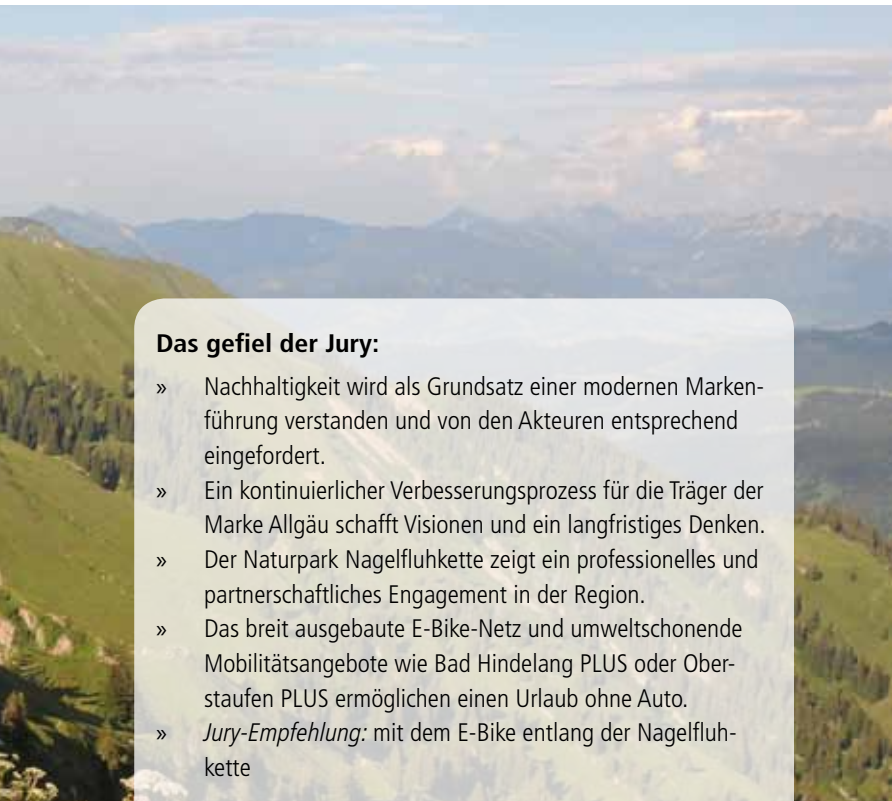 Das gefiel der Jury:
» Nachhaltigkeit wird als Grundsatz einer modernen Marken-
führung verstanden und von den Akteuren entsprechend
eingefordert.
» Ein kontinuierlicher Verbesserungsprozess für die Träger der
Marke Allgäu schafft Visionen und ein langfristiges Denken.
» Der Naturpark Nagelfluhkette zeigt ein professionelles und
partnerschaftliches Engagement in der Region.
» Das breit ausgebaute E-Bike-Netz und umweltschonende
Mobilitätsangebote wie Bad Hindelang PLUS oder Ober-
staufen PLUS ermöglichen einen Urlaub ohne Auto.
» Jury-Empfehlung: mit dem E-Bike entlang der Nagelfluh-
kette